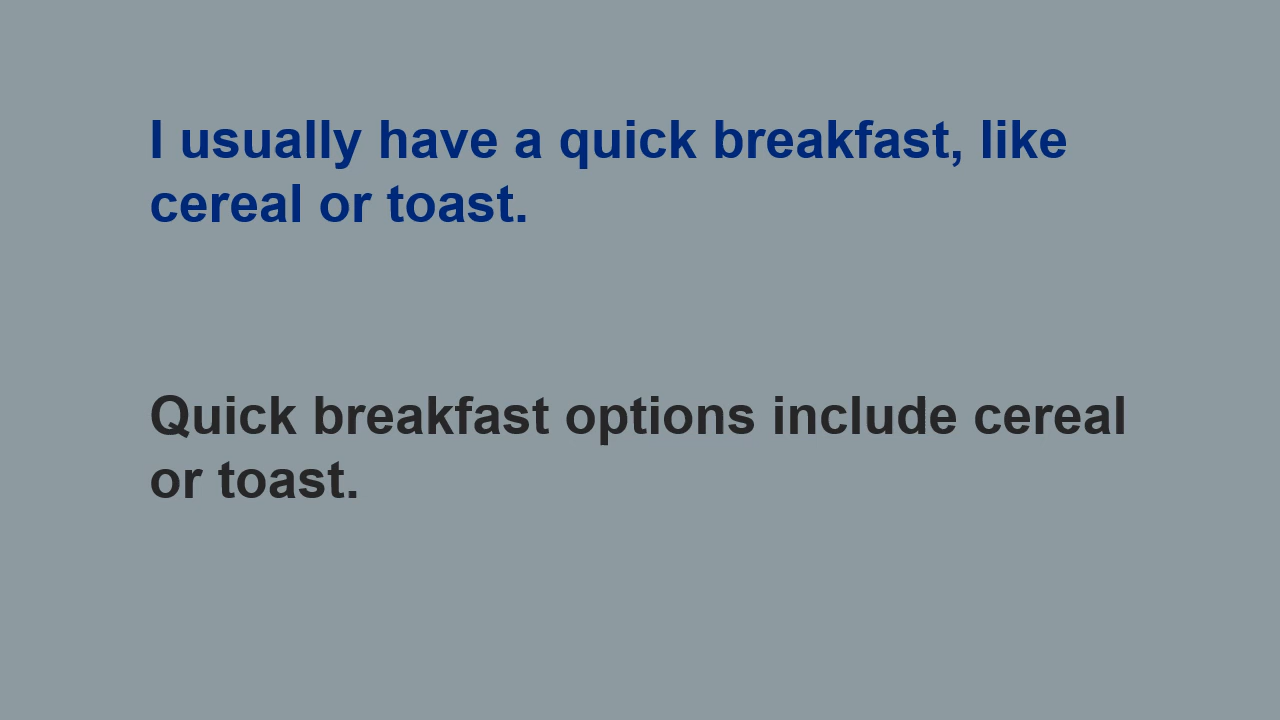 I usually have a quick breakfast, like
cereal or toast.
Quick breakfast options include cereal
or toast.